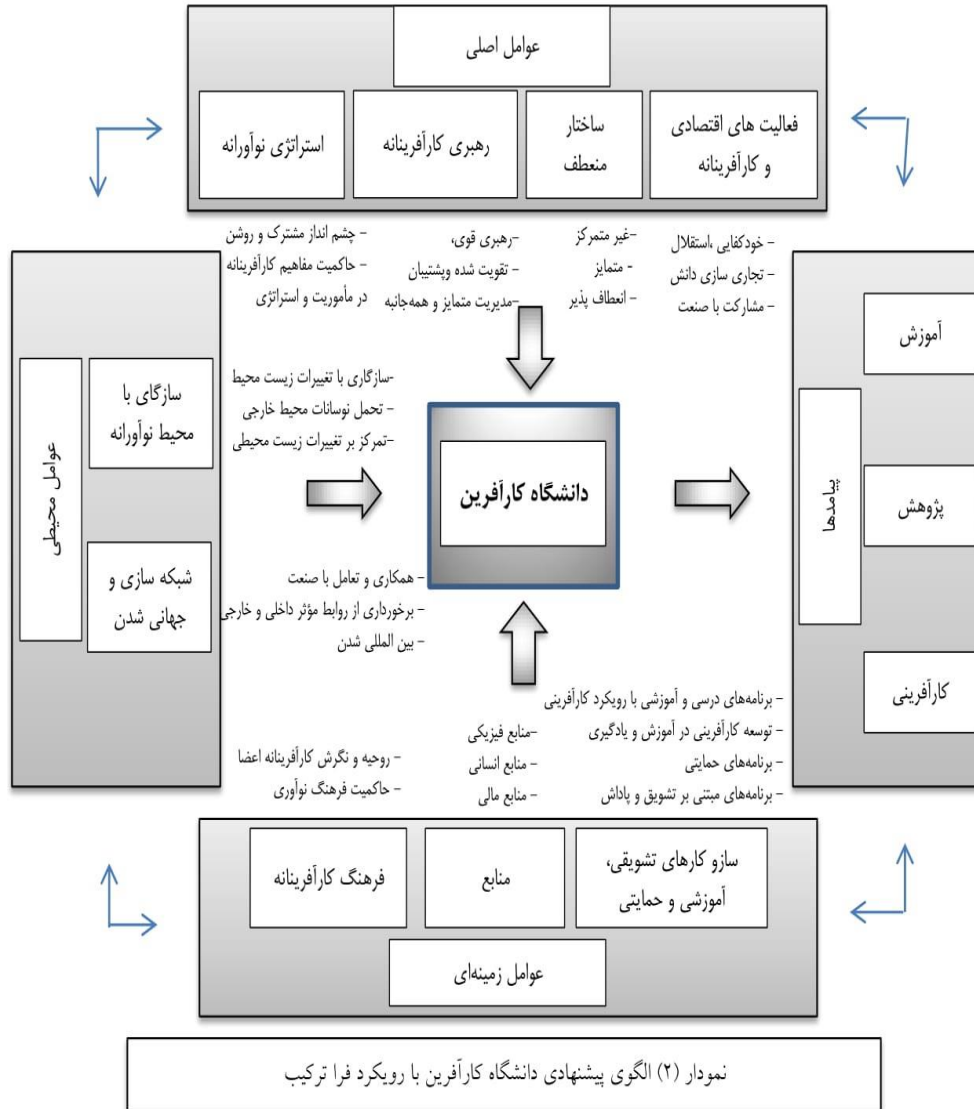 عوامل اصلی
فعالیت های اقتصادی
و کارآفرینانه
ساختار
منعطف
رهبری کارآفرینانه
استراتژی نوآورانه
- خودکفایی ،استقلال
- تجاری سازی دانش
- مشارکت با صنعت
-غیر متمرکز
- متمایز
- انعطاف پذیر
-رهبری قوی،
- تقویت شده وپشتیبان
-مدیریت متمایز و همه‌جانبه
- چشم انداز مشترک و روشن
- حاکمیت مفاهیم کارآفرینانه
در مأموریت و استراتژی
پیامدها
آموزش
پژوهش
کارآفرینی
دانشگاه کارآفرین
-سازگاری با تغییرات زیست محیط
- تحمل نوسانات محیط خارجی
-تمرکز بر تغییرات زیست محیطی
- همکاری و تعامل با صنعت
- برخورداری از روابط مؤثر داخلی و خارجی
- بین المللی شدن
عوامل محیطی
سازگای با
محیط نوآورانه
شبکه سازی و
جهانی شدن
- برنامه‌های درسی و آموزشی با رویکرد کارآفرینی
- توسعه کارآفرینی در آموزش و یادگیری
- برنامه‌های حمایتی
- برنامه‌های مبتنی بر تشویق و پاداش
-منابع فیزیکی
- منابع انسانی
- منابع مالی
- روحیه و نگرش کارآفرینانه اعضا
- حاکمیت فرهنگ نوآوری
سازو کارهای تشویقی،
آموزشی و حمایتی
منابع
فرهنگ کارآفرینانه
عوامل زمینه‌ای
نمودار (۲) الگوی پیشنهادی دانشگاه کارآفرین با رویکرد فرا ترکیب